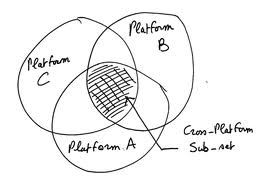 Platform
B
Platform
C
Platform A
Cross-Platform
Sub-set